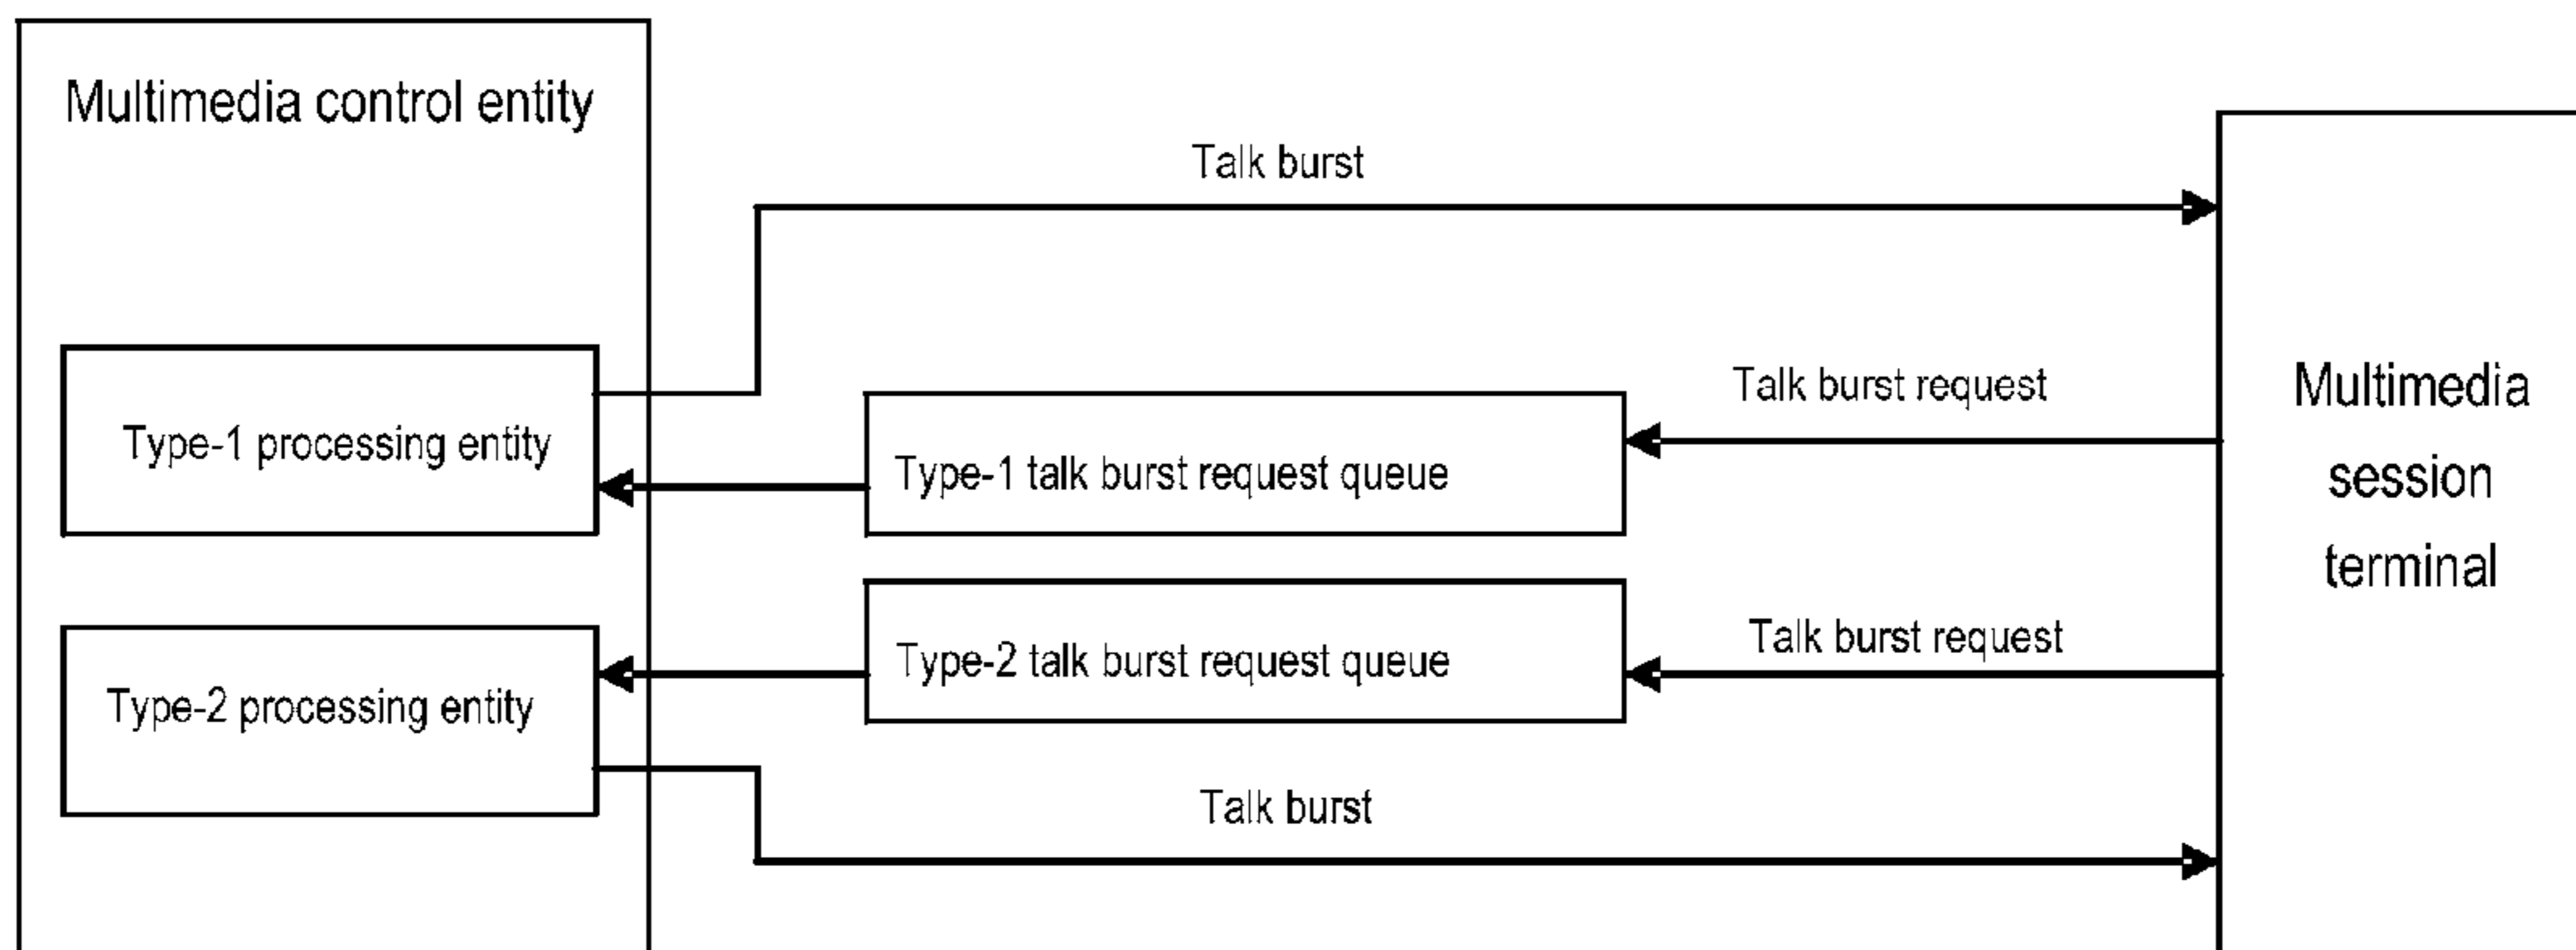 Multimedia control entity
Talk burst
Talk burst request
Type-1 processing entity
Type-1 talk burst request queue
Multimedia
session
terminal
Talk burst request
Type-2 talk burst request queue
Type-2 processing entity
Talk burst